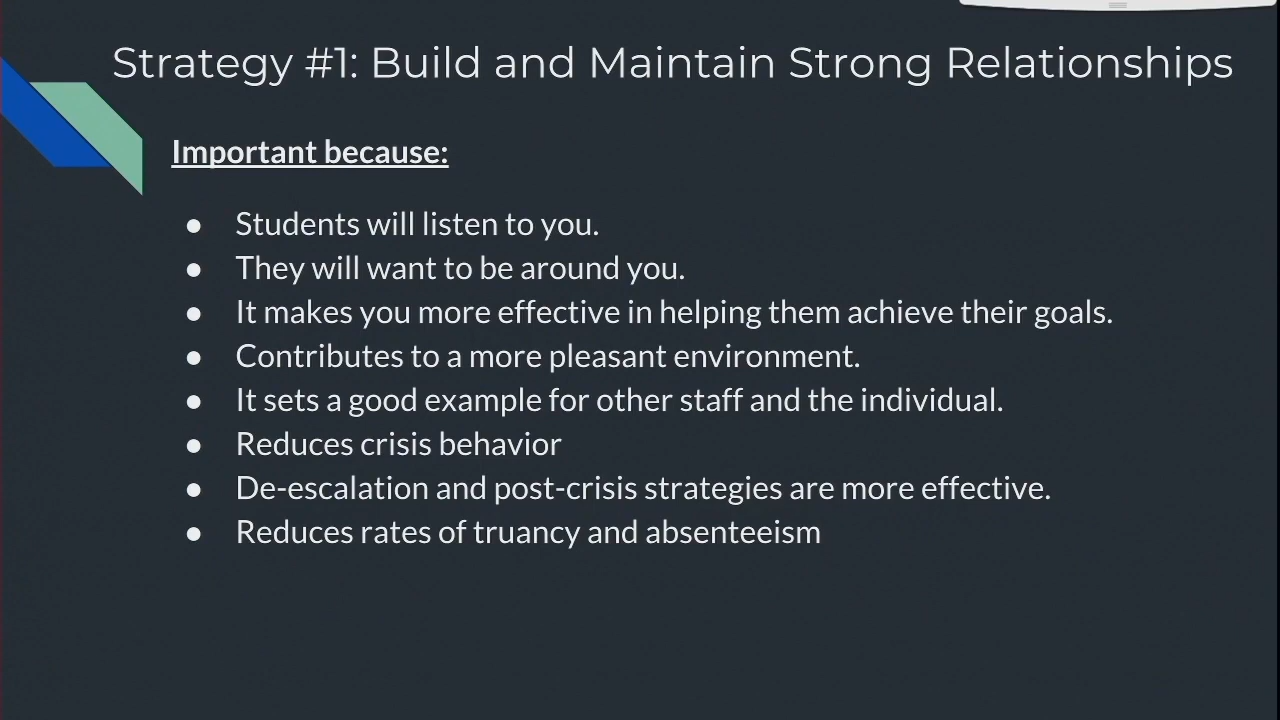 Strategy #1: Build and Maintain Strong Relationships
Important because:
● Students will listen to you.
● They will want to be around you.
● It makes you more effective in helping them achieve their goals.
● Contributes to a more pleasant environment.
● It sets a good example for other staff and the individual.
● Reduces crisis behavior
● De-escalation and post-crisis strategies are more effective.
● Reduces rates of truancy and absenteeism